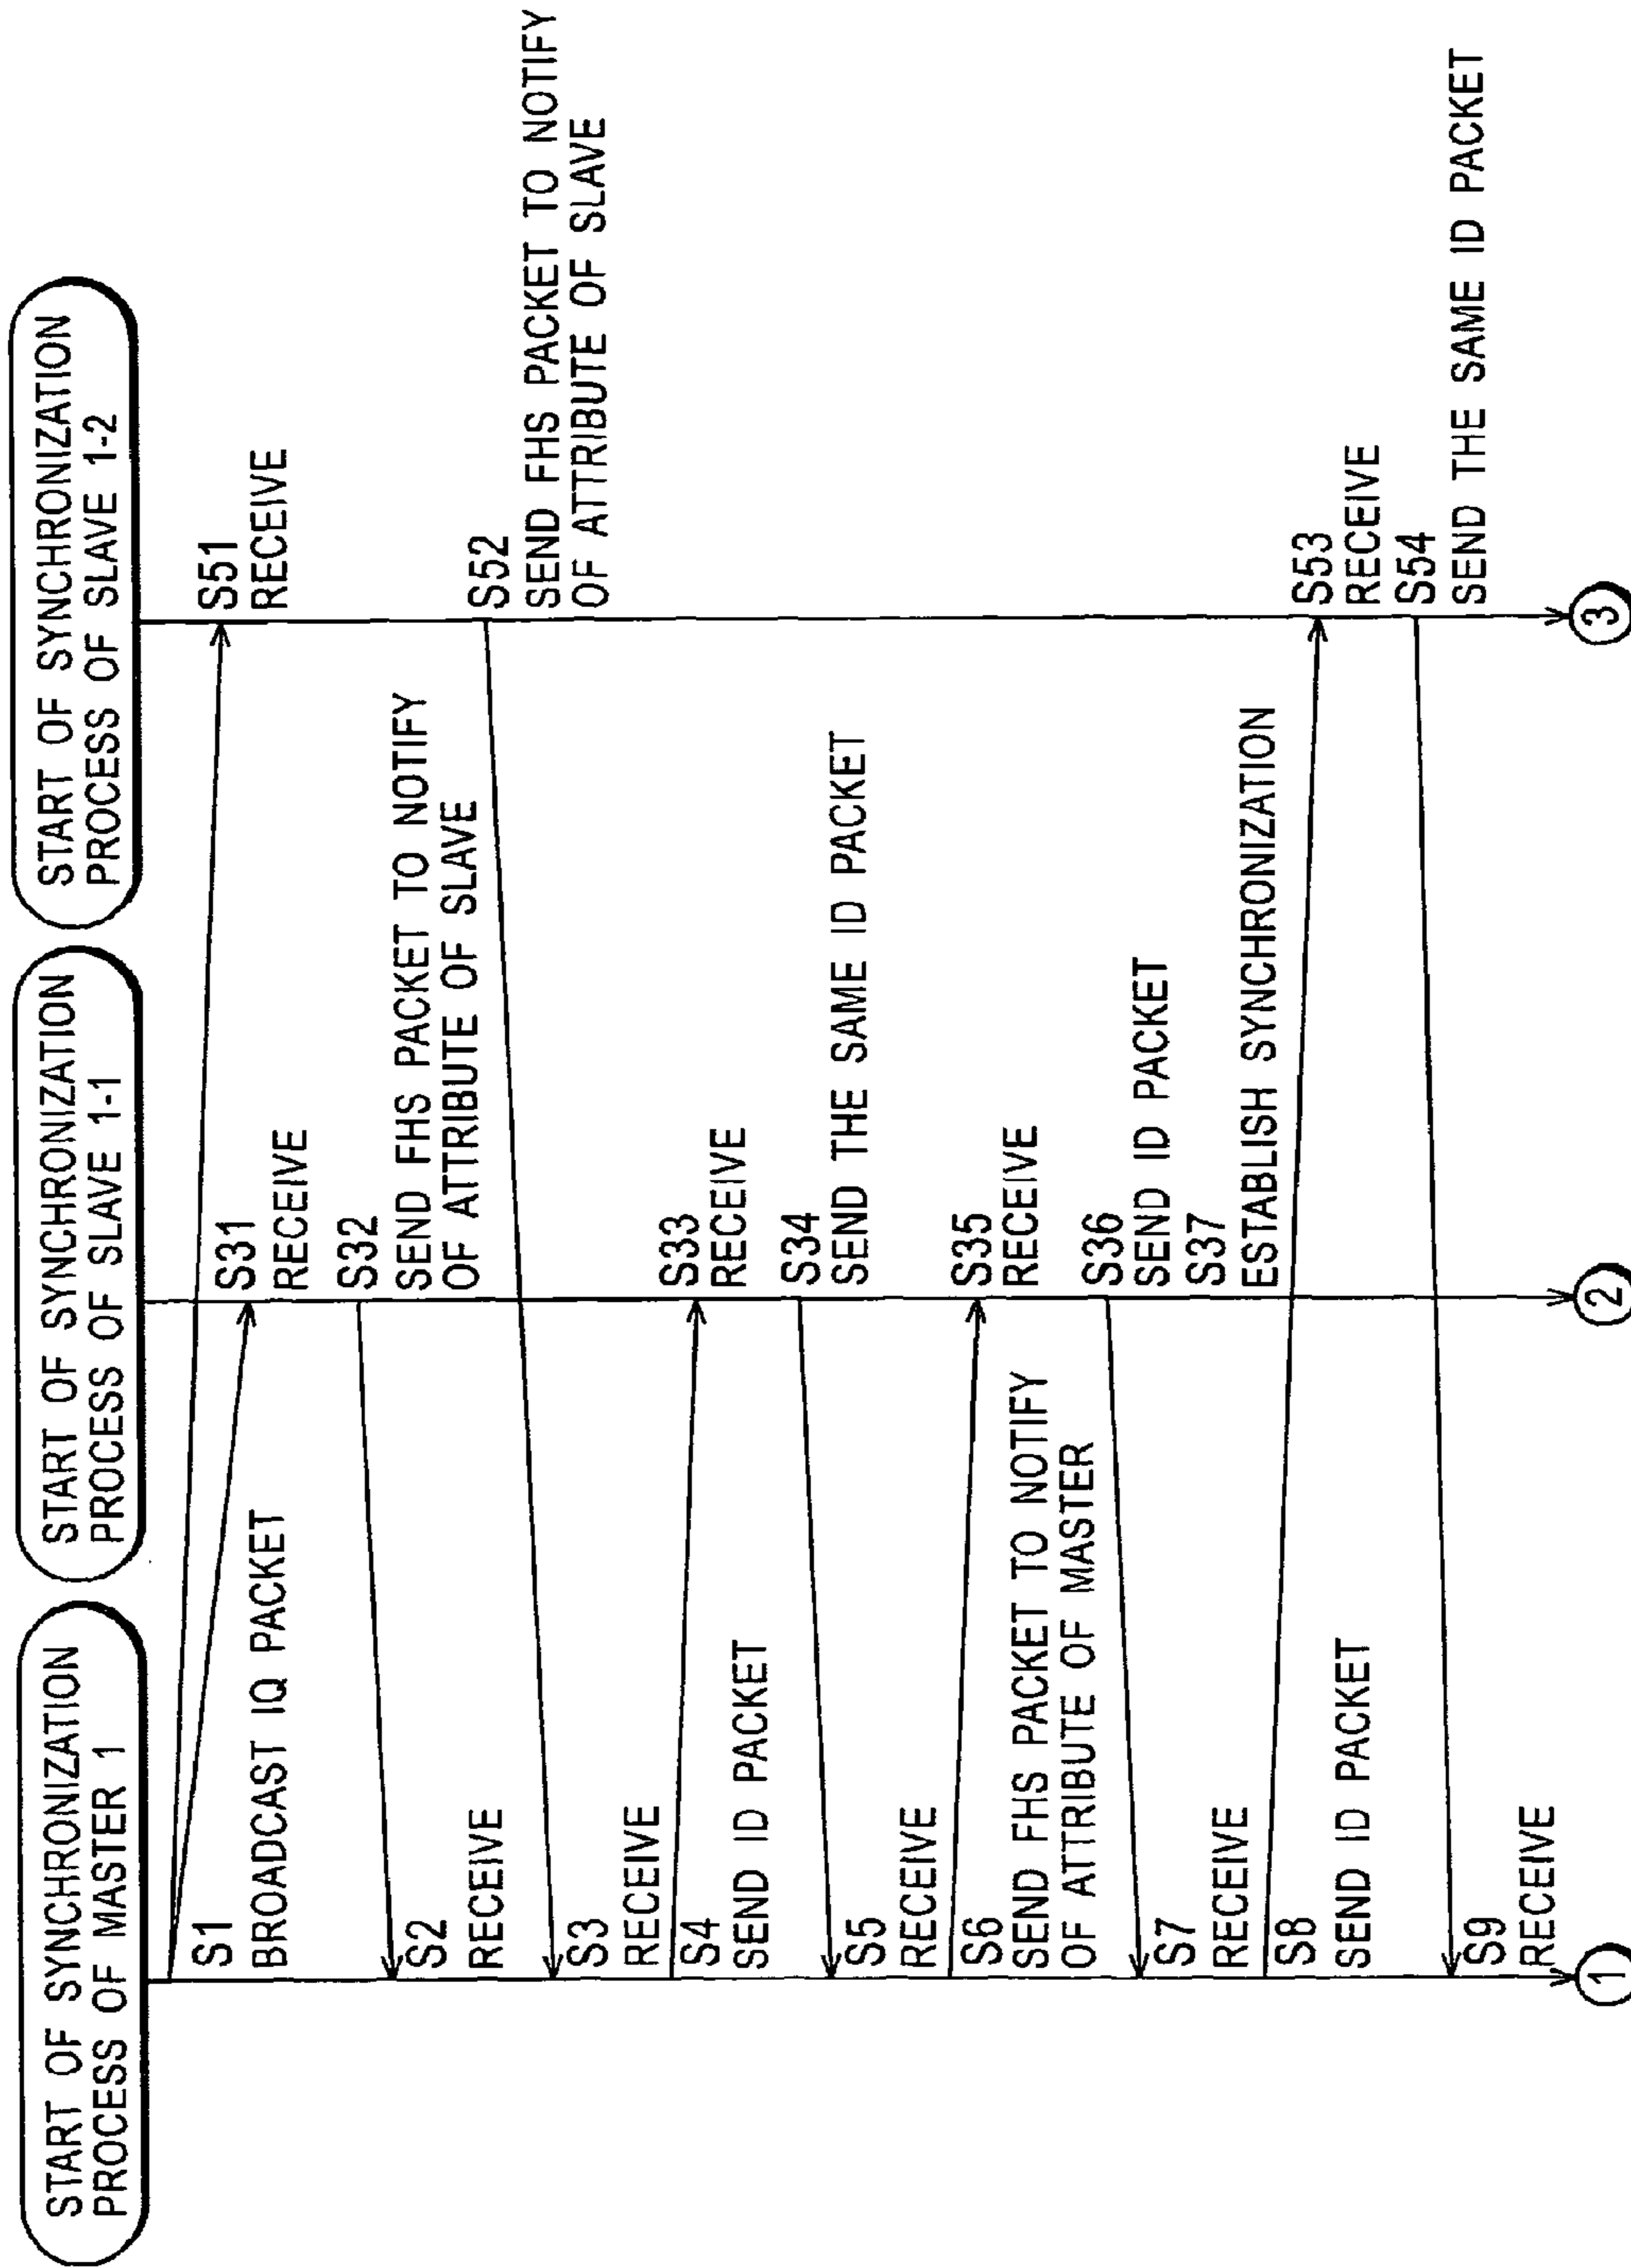 START OF SYNCHRONIZATION
PROCESS OF MASTER 1
START OF SYNCHRONIZATION
PROCESS OF SLAVE 1-1
START OF SYNCHRONIZATION
PROCESS OF SLAVE 1-2
S1
BROADCAST IQ PACKET
S51
RECEIVE
S31
RECEIVE
S32
SEND FHS PACKET TO NOTIFY
OF ATTRIBUTE OF SLAVE
S2
RECEIVE
S52
SEND FHS PACKET TO NOTIFY
OF ATTRIBUTE OF SLAVE
S3
RECEIVE
S4
SEND ID PACKET
S33
RECEIVE
S34
SEND THE SAME ID PACKET
S5
RECEIVE
S6
SEND FHS PACKET TO NOTIFY
OF ATTRIBUTE OF MASTER
S35
RECEIVE
S36
SEND ID PACKET
S7
RECEIVE
S37
ESTABLISH SYNCHRONIZATION
S8
SEND ID PACKET
S53
RECEIVE
S54
SEND THE SAME ID PACKET
S9
RECEIVE
1
2
3